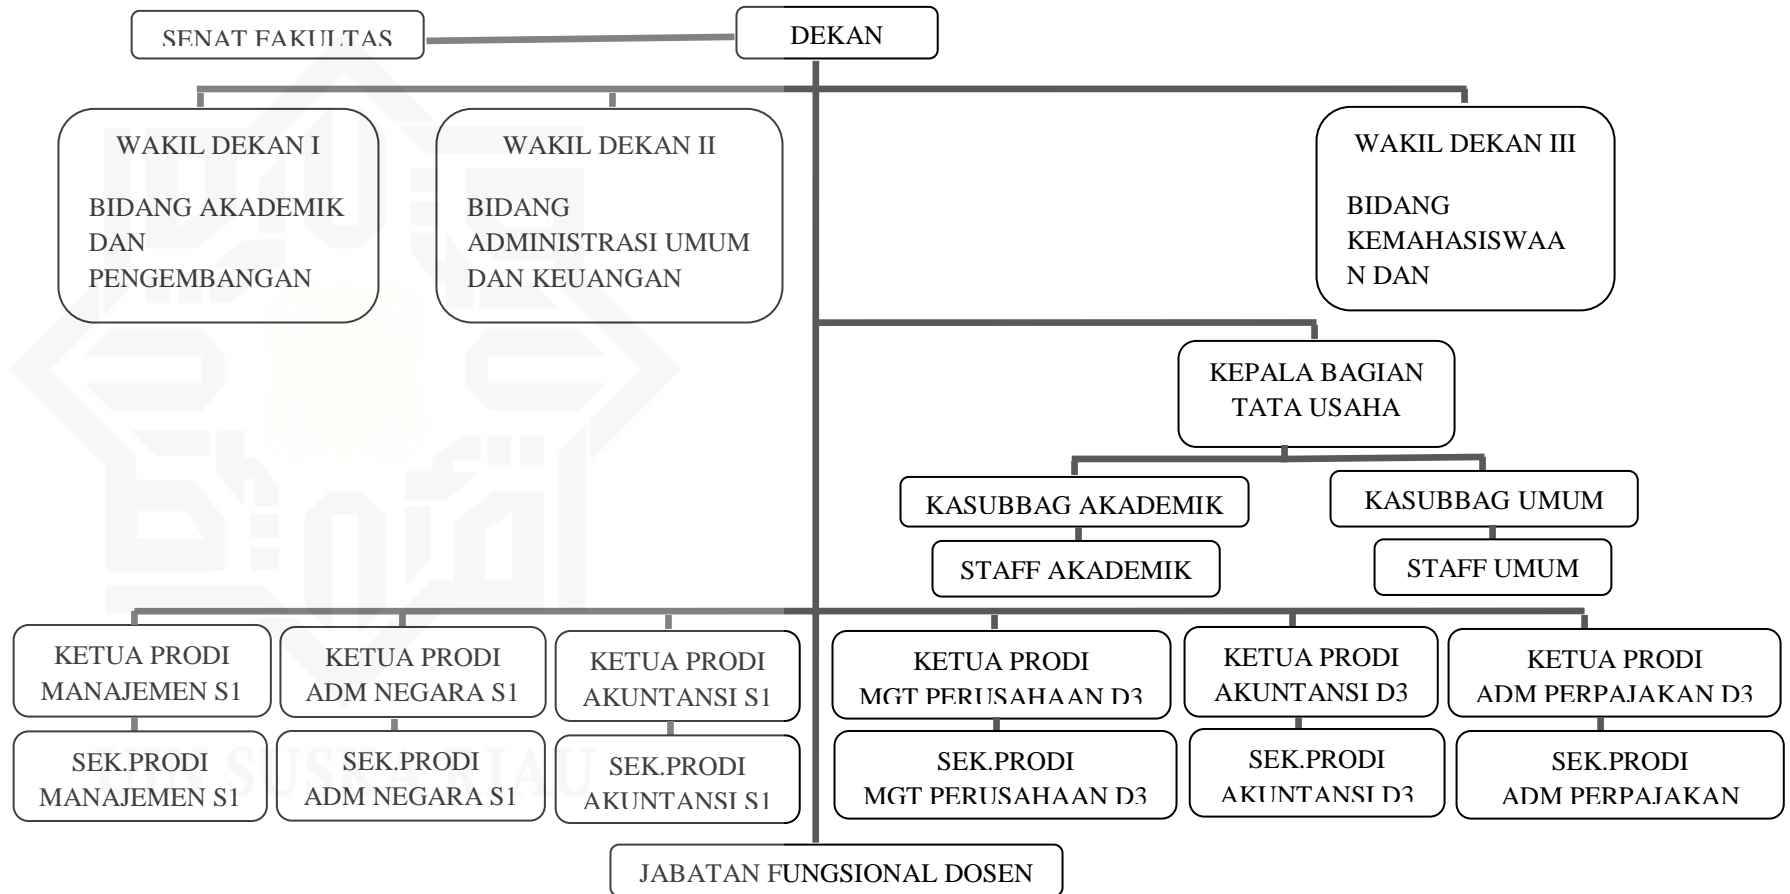 SENAT FAKULTAS
DEKAN
WAKIL DEKAN I
BIDANG AKADEMIK
DAN
PENGEMBANGAN
WAKIL DEKAN II
BIDANG
ADMINISTRASI UMUM
DAN KEUANGAN
WAKIL DEKAN III
BIDANG
KEMAHASISWAA
N DAN
KEPALA BAGIAN
TATA USAHA
KASUBBAG AKADEMIK
KASUBBAG UMUM
STAFF AKADEMIK
STAFF UMUM
KETUA PRODI
MANAJEMEN S1
KETUA PRODI
ADM NEGARA S1
KETUA PRODI
AKUNTANSI S1
KETUA PRODI
MGT PERUSAHAAN D3
KETUA PRODI
AKUNTANSI D3
KETUA PRODI
ADM PERPAJAKAN D3
SEK.PRODI
MANAJEMEN S1
SEK.PRODI
ADM NEGARA S1
SEK.PRODI
AKUNTANSI S1
SEK.PRODI
MGT PERUSAHAAN D3
SEK.PRODI
AKUNTANSI D3
SEK.PRODI
ADM PERPAJAKAN
UIN SUSKA RIAU
JABATAN FUNGSIONAL DOSEN